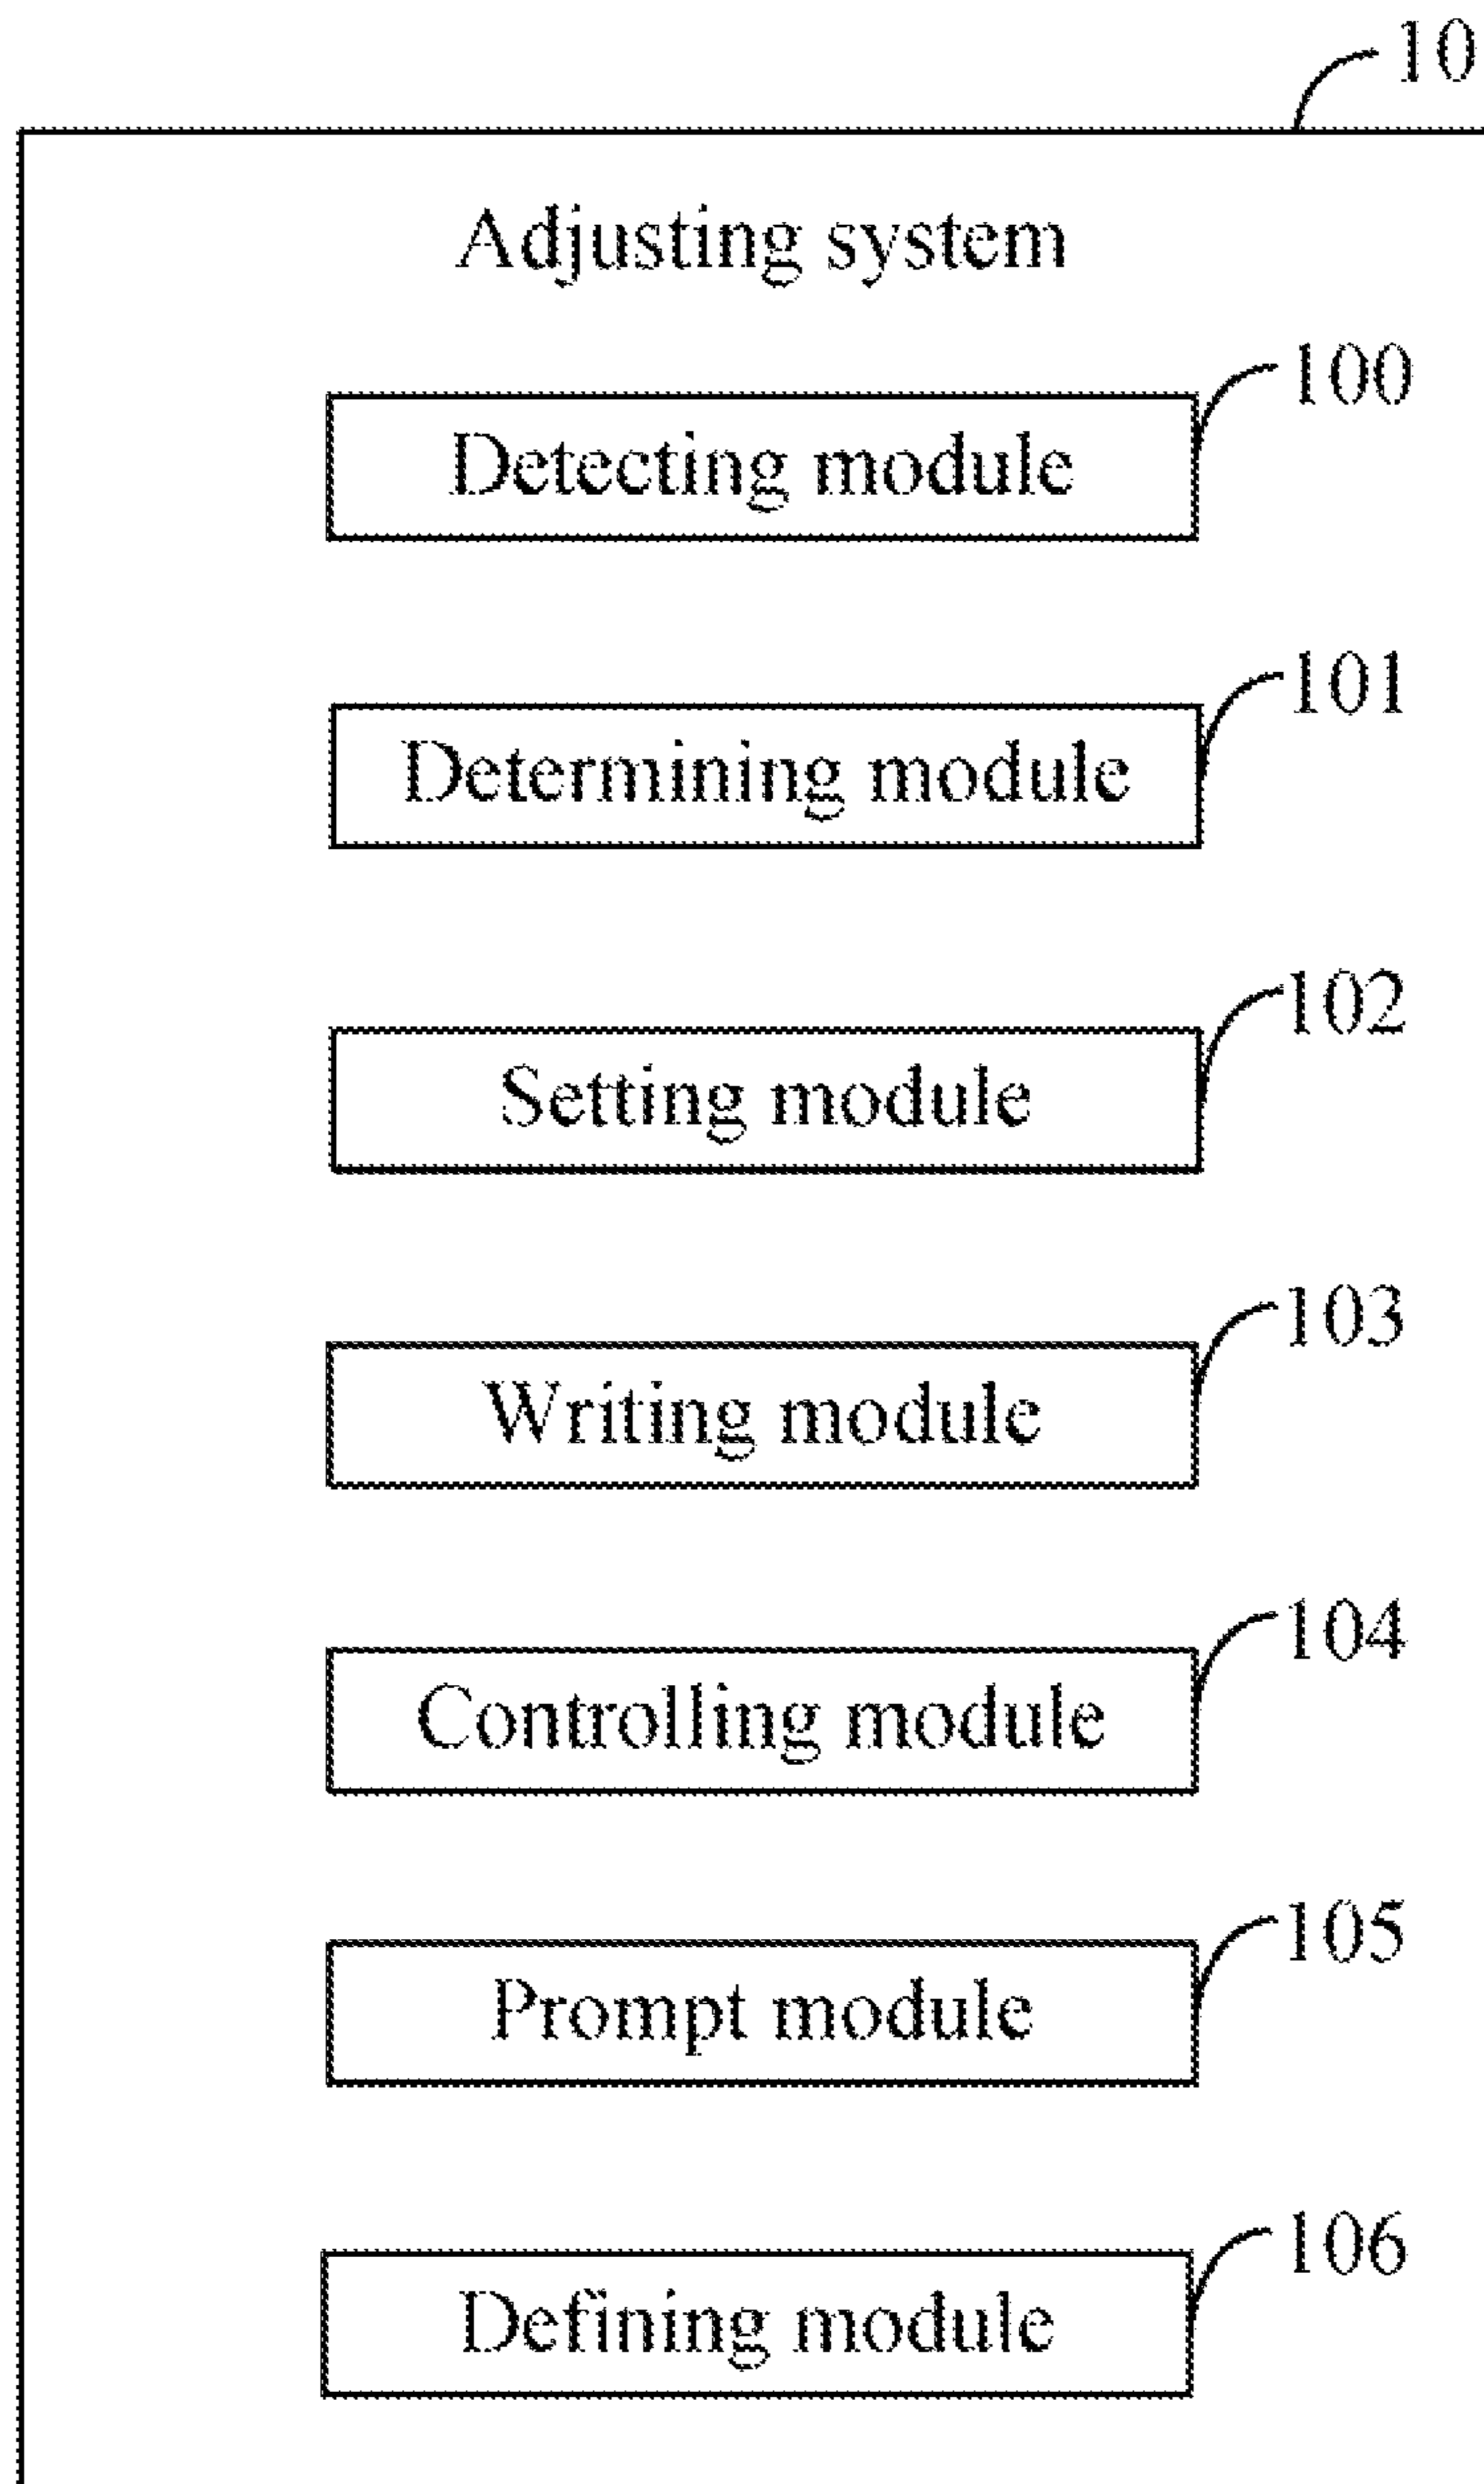 10
Adjusting system
100
Detecting module
101
Determining module
102
Setting module
103
Writing module
104
Controlling module
105
Prompt module
106
Defining module